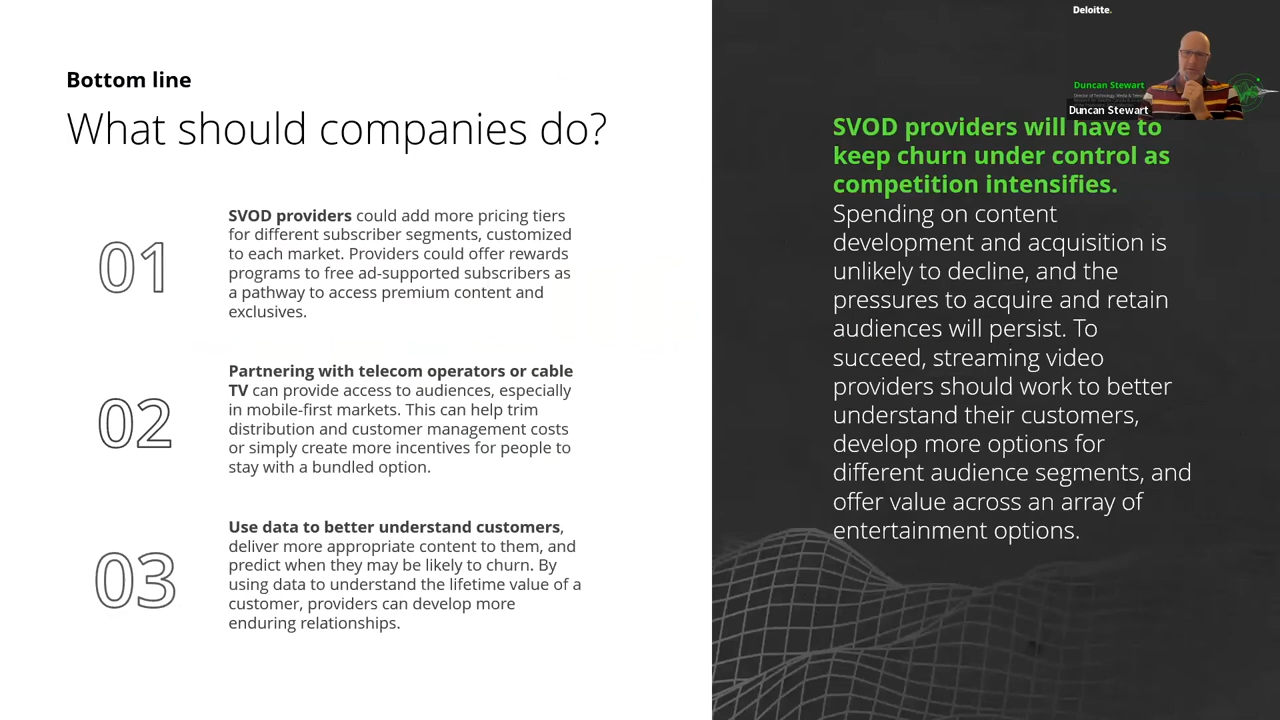 Bottom line
What should companies do?
01
SVOD providers could add more pricing tiers
for different subscriber segments, customized
to each market. Providers could offer rewards
programs to free ad-supported subscribers as
a pathway to access premium content and
exclusives.
02
Partnering with telecom operators or cable
TV can provide access to audiences, especially
in mobile-first markets. This can help trim
distribution and customer management costs
or simply create more incentives for people to
stay with a bundled option.
03
Use data to better understand customers,
deliver more appropriate content to them, and
predict when they may be likely to churn. By
using data to understand the lifetime value of a
customer, providers can develop more
enduring relationships.
Deloitte.
Duncan Stewart
Duncan Stewart
SVOD providers will have to
keep churn under control as
competition intensifies.
Spending on content
development and acquisition is
unlikely to decline, and the
pressures to acquire and retain
audiences will persist. To
succeed, streaming video
providers should work to better
understand their customers,
develop more options for
different audience segments, and
offer value across an array of
entertainment options.